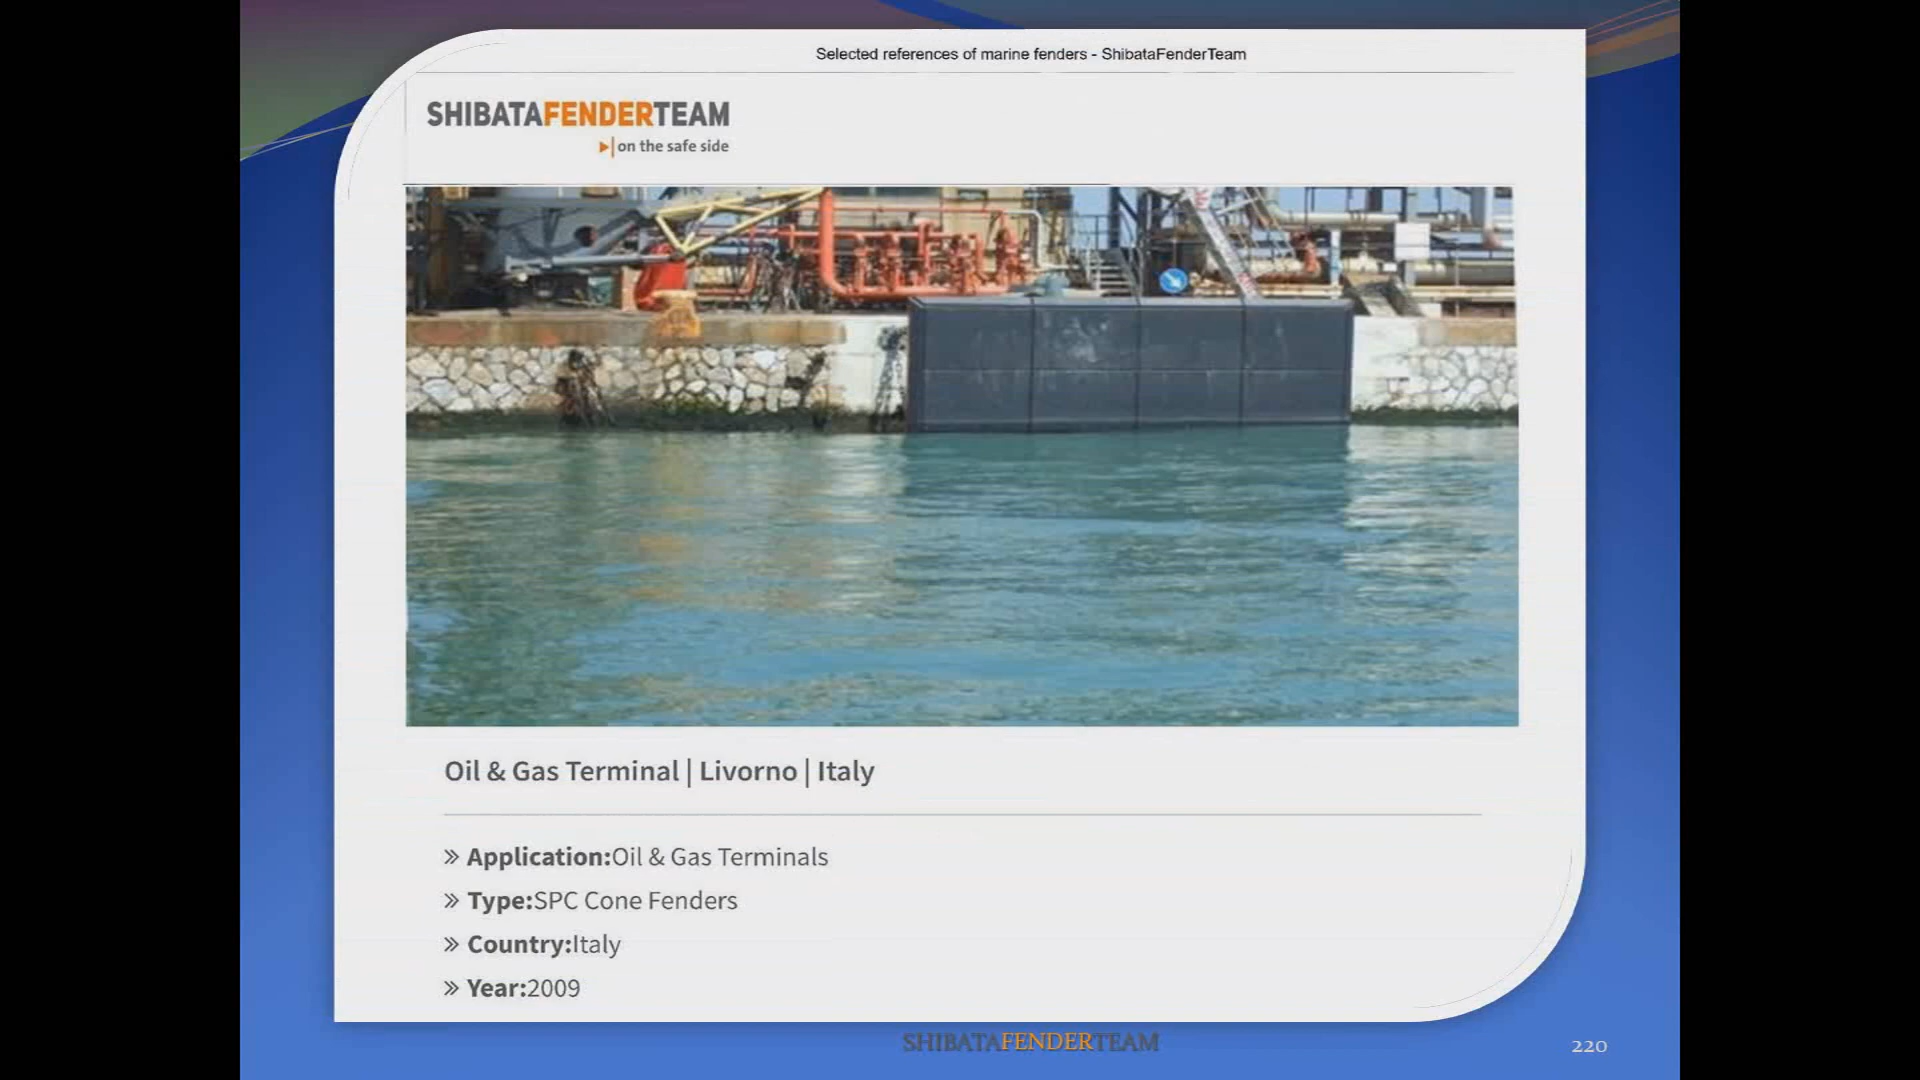 Selected references of marine fenders - ShibataFenderTeam
SHIBATAFENDERTEAM
on the safe side
Oil & Gas Terminal | Livorno | Italy
» Application:Oil & Gas Terminals
» Type:SPC Cone Fenders
» Country:Italy
» Year:2009
SHIBATAFENDERTEAM
220